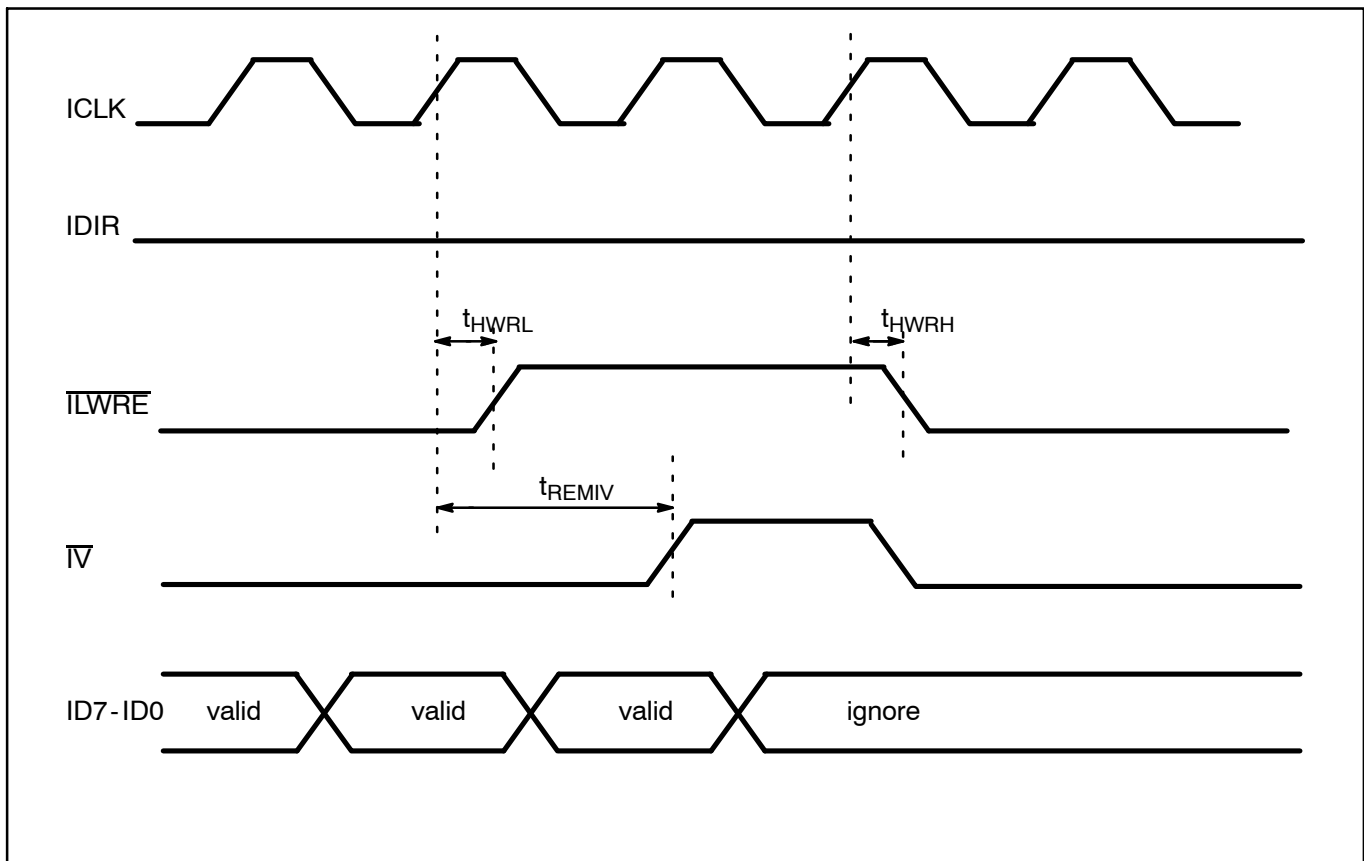 ICLK
IDIR
tHWRL tHWRH
ILWRE
tREMIV
IV
ID7-ID0 valid valid valid ignore